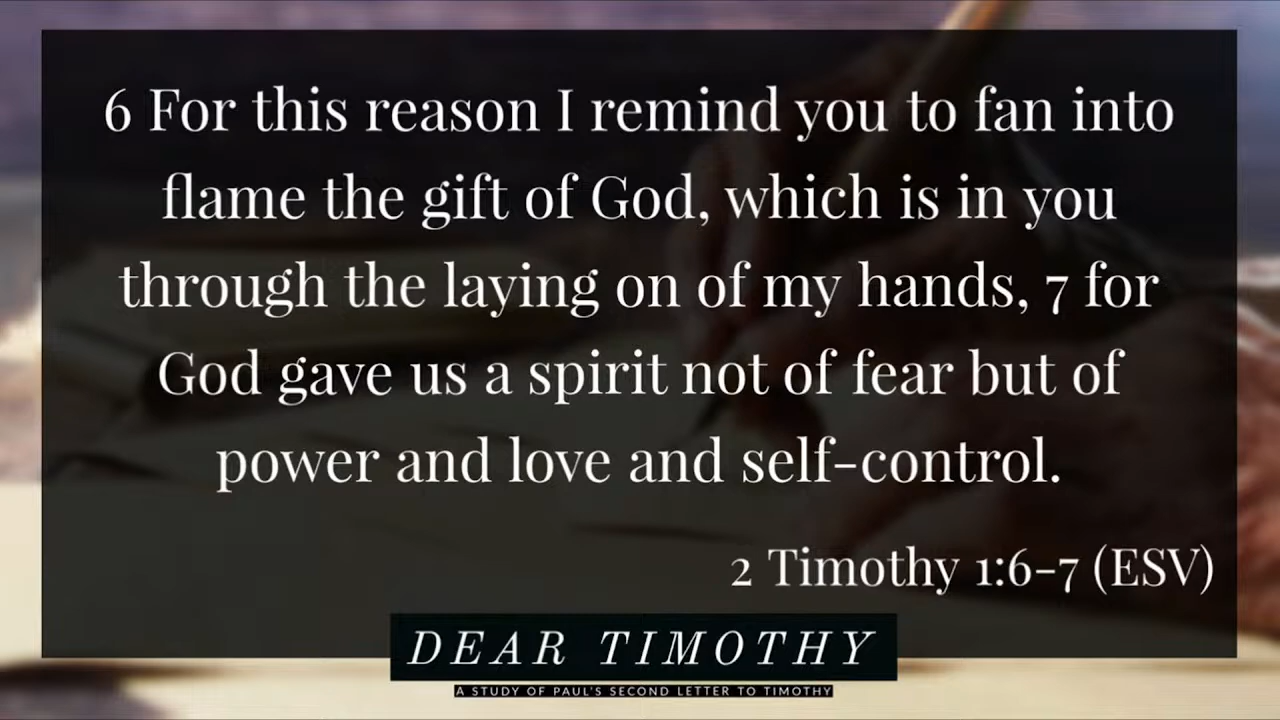 6 For this reason I remind you to fan into
flame the gift of God, which is in you
through the laying on of my hands, 7 for
God gave us a spirit not of fear but of
power and love and self-control.
2 Timothy 1:6-7 (ESV)
DEAR TIMOTHY
A STUDY OF PAUL'S SECOND LETTER TO TIMOTHY